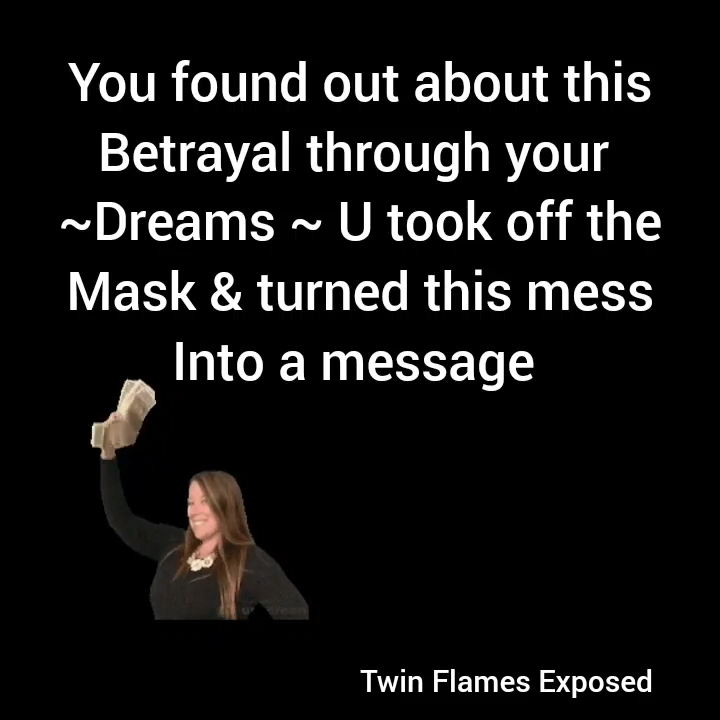 You found out about this
Betrayal through your
~Dreams ~ U took off the
Mask & turned this mess
Into a message
Twin Flames Exposed